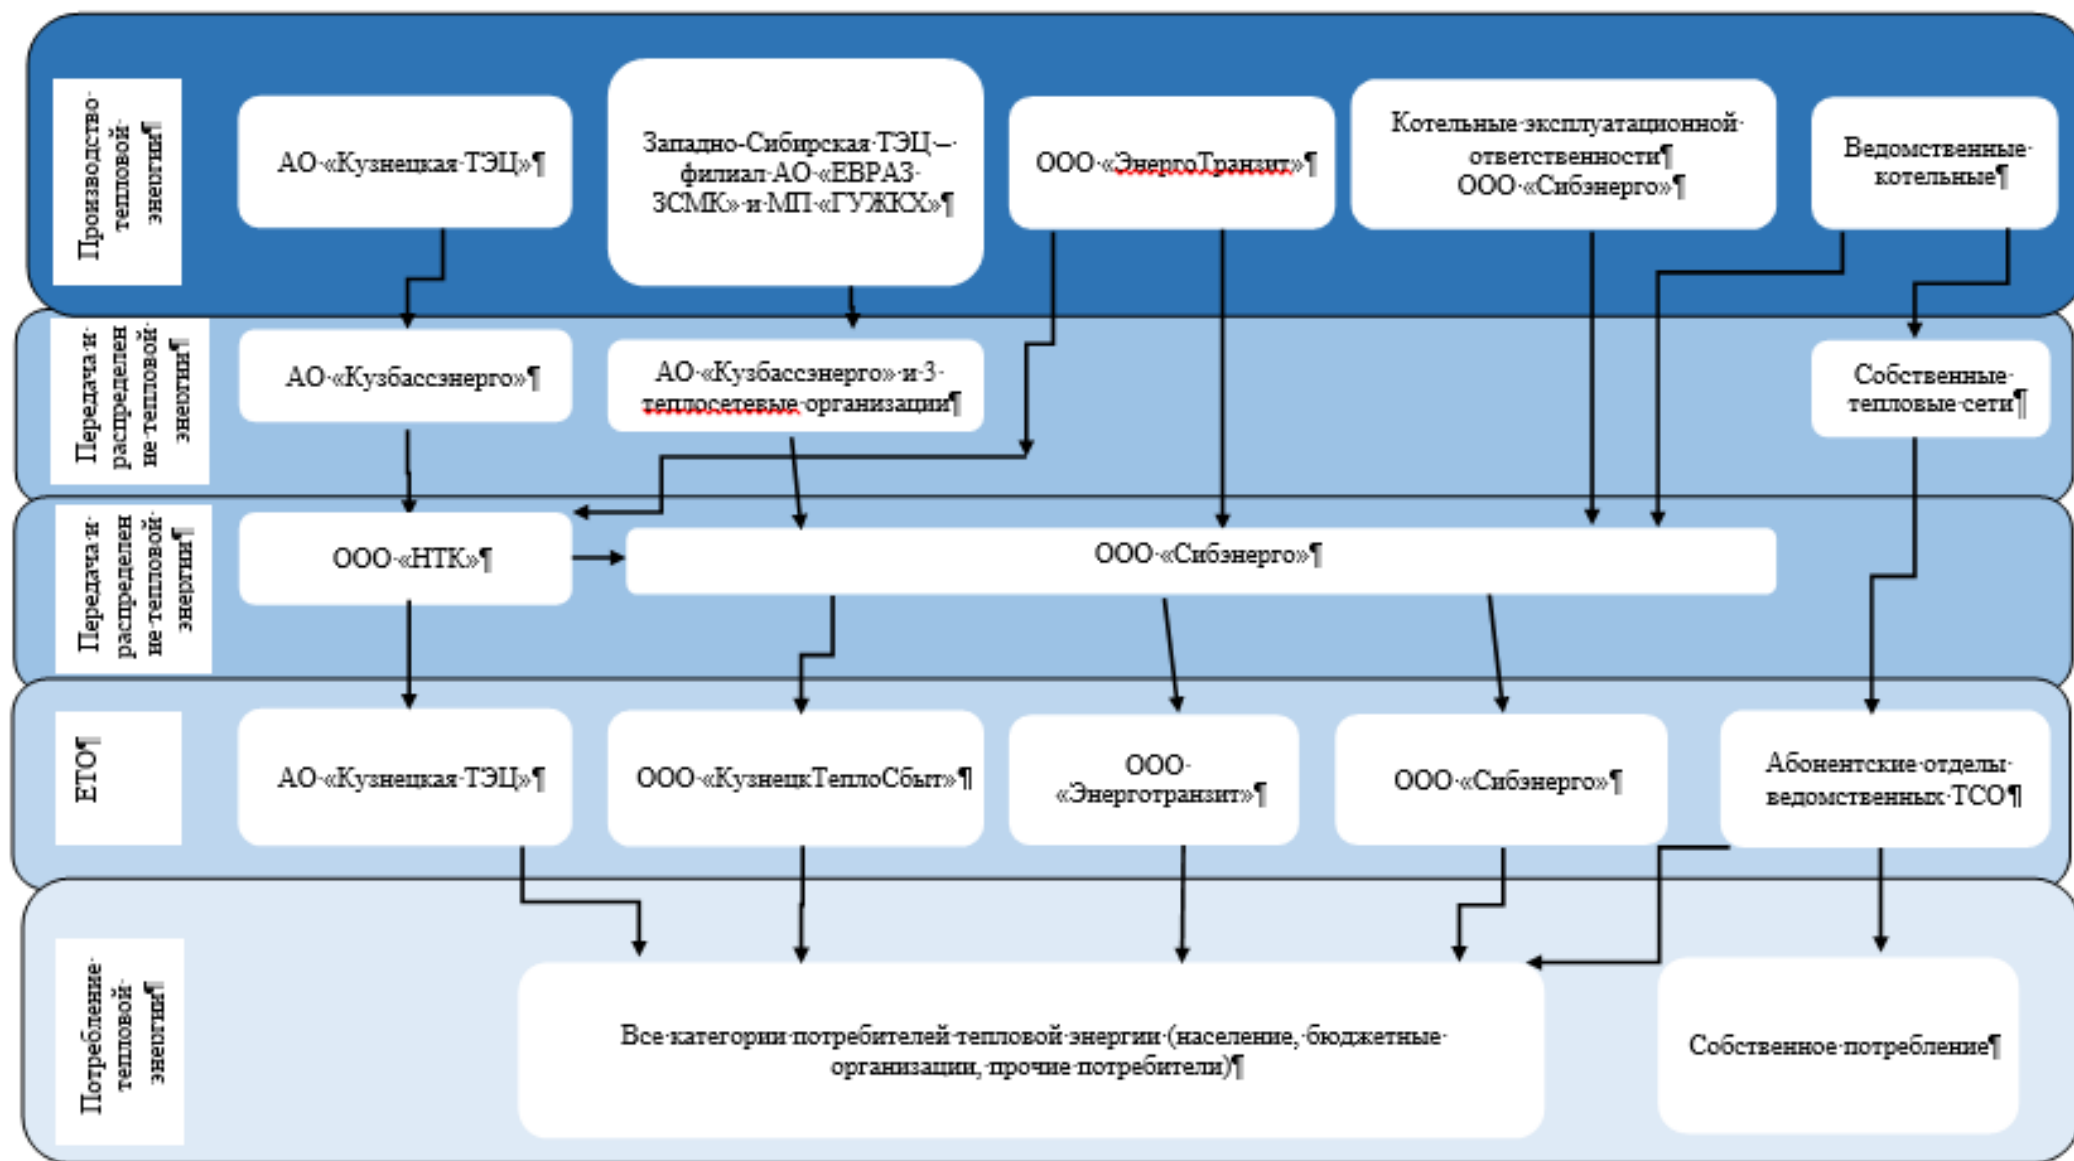 Производство
тепловой
энергии¶
АО «Кузнецкая ТЭЦ»¶
Западно-Сибирская ТЭЦ –
филиал АО «ЕВРАЗ
ЗСМК» и МП «ГУЖКХ»¶
ООО «ЭнергоТранзит»¶
Котельные эксплуатационной
ответственности¶
ООО «Сибэнерго»¶
Ведомственные
котельные¶
Передача и
распределен
не тепловой
энергии¶
АО «Кузбассэнерго»¶
АО «Кузбассэнерго» и 3
теплосетевые организации¶
Собственные
тепловые сети¶
Передача и
распределен
не тепловой
энергии¶
ООО «НТК»¶
ООО «Сибэнерго»¶
ЕТО¶
АО «Кузнецкая ТЭЦ»¶
ООО «КузнецкТеплоСбыт»¶
ООО
«Энерготранзит»¶
ООО «Сибэнерго»¶
Абонентские отделы
ведомственных ТСО¶
Потребление
тепловой
энергии¶
Все категории потребителей тепловой энергии (население, бюджетные
организации, прочие потребители)¶
Собственное потребление¶